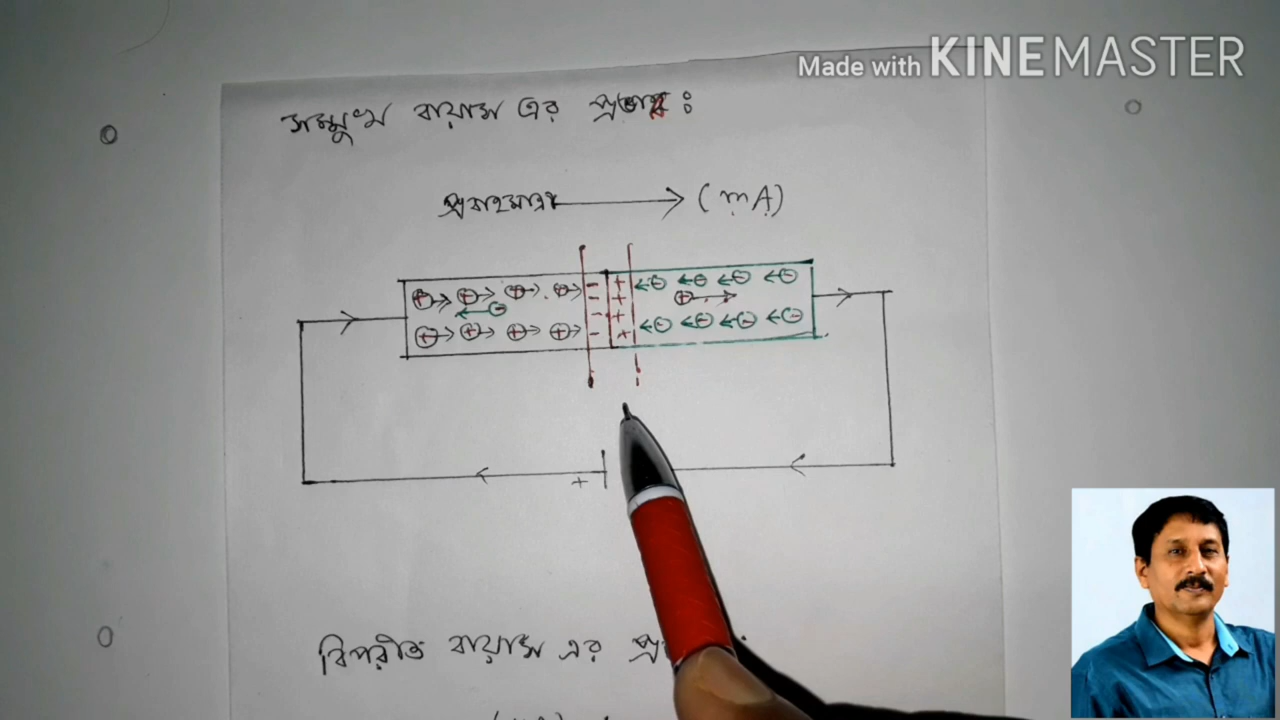 Made with KINEMASTER
সম্মুখ বায়াস এর প্রভাব :
প্রবাহমাত্রা (mA)
+ + + + - + - - - -
- - + + -
- - +
+ + + + - + - - - -
+
বিপরীত বায়াস এর